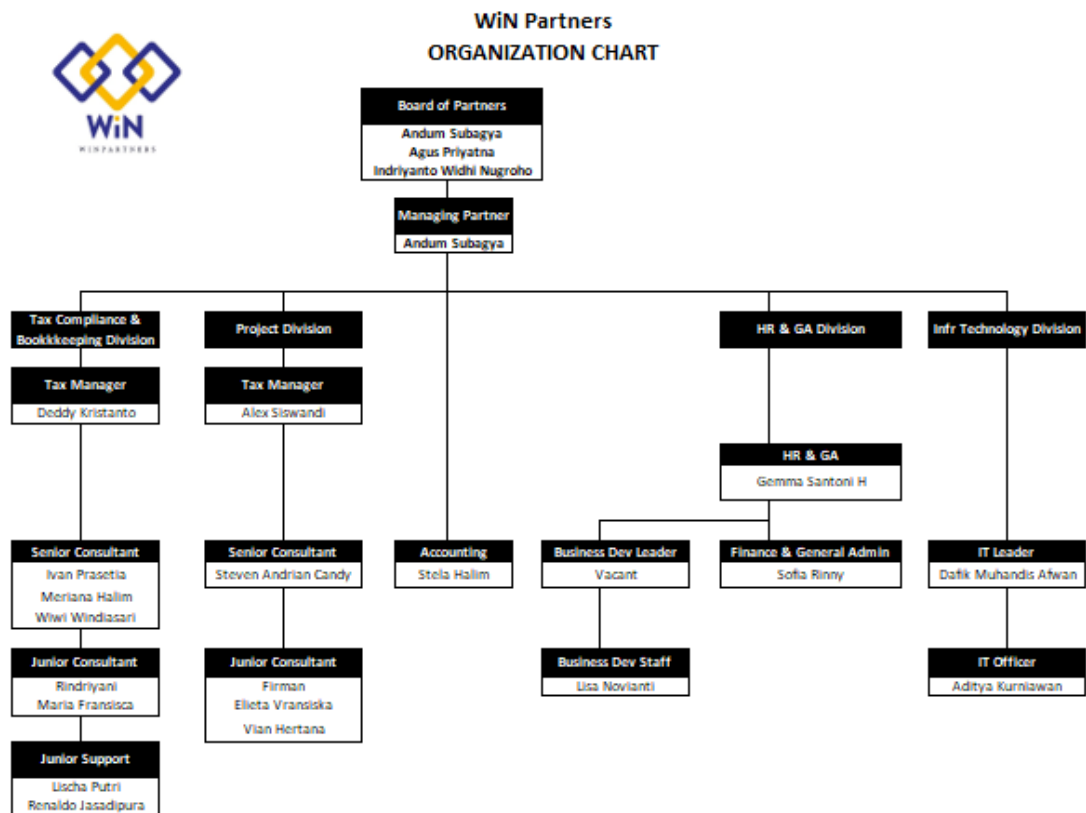 WiN Partners
ORGANIZATION CHART
WiN
WINPARTNERS
Board of Partners
Andum Subagya
Agus Priyatna
Indriyanto Widhi Nugroho
Managing Partner
Andum Subagya
Tax Compliance &
Bookkkeeping Division
Project Division
HR & GA Division
Infr Technology Division
Tax Manager
Deddy Kristanto
Tax Manager
Alex Siswandi
HR & GA
Gemma Santoni H
Senior Consultant
Ivan Prasetia
Meriana Halim
Wiwi Windiasari
Senior Consultant
Steven Andrian Candy
Accounting
Stela Halim
Business Dev Leader
Vacant
Finance & General Admin
Sofia Rinny
IT Leader
Dafik Muhandis Afwan
Junior Consultant
Rindriyani
Maria Fransisca
Junior Consultant
Firman
Elieta Vransiska
Vian Hertana
Business Dev Staff
Lisa Novianti
IT Officer
Aditya Kurniawan
Junior Support
Lischa Putri
Renaldo Jasadipura